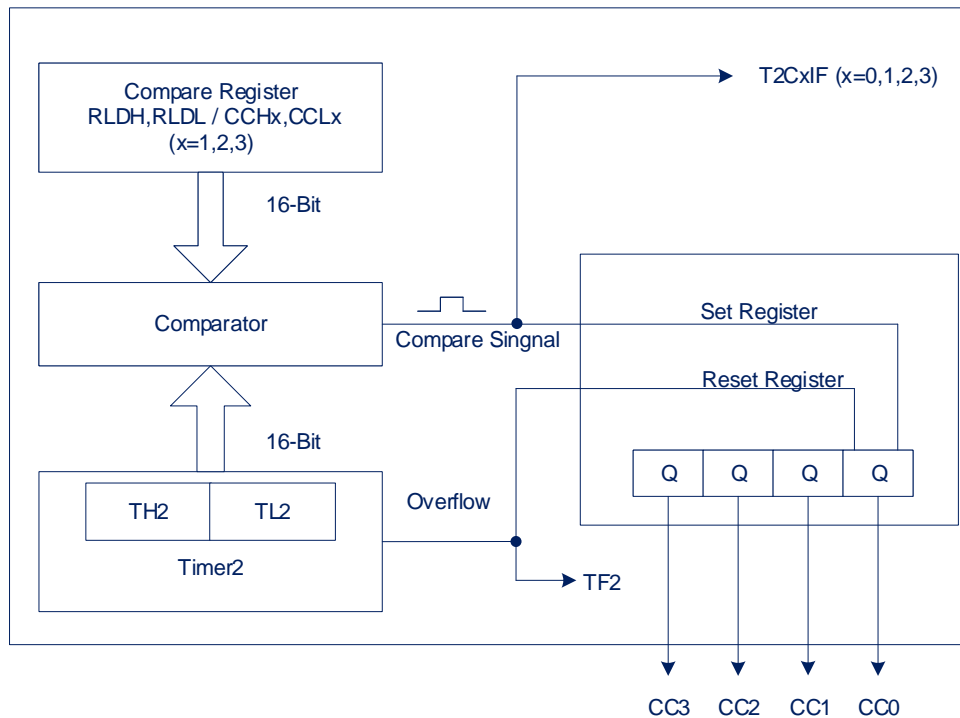 T2CxIF (x=0,1,2,3)
Compare Register
RLDH,RLDL / CCHx,CCLx
(x=1,2,3)
16-Bit
Comparator
Compare Singnal
Set Register
Reset Register
16-Bit
Q Q Q Q
TH2 TL2
Overflow
Timer2
TF2
CC3 CC2 CC1 CC0